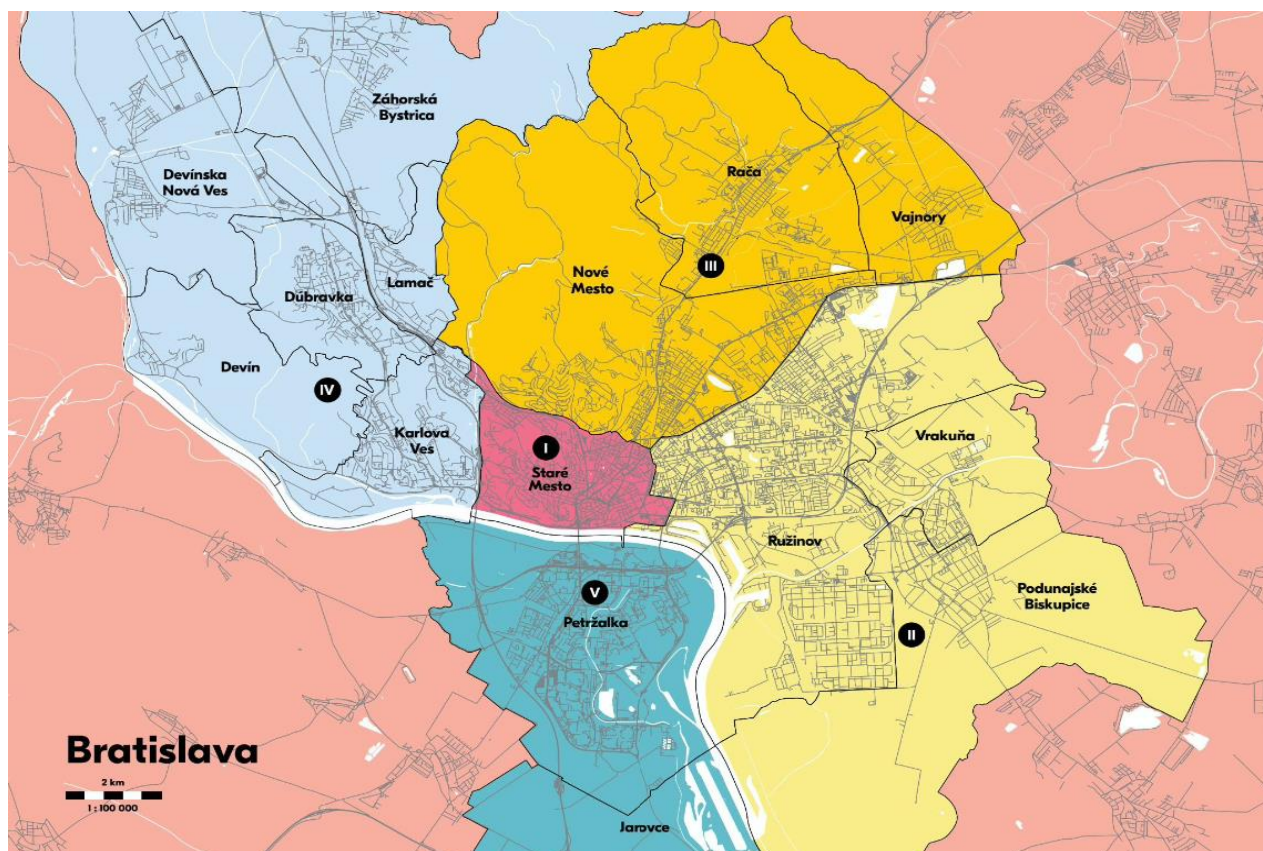 Záhorská
Bystrica
Devínska
Nová Ves
Rača
Vajnory
Lamač
Nové
Mesto
III
Dúbravka
Devín
IV
Karlova
Ves
I
Staré
Mesto
Vrakuňa
Ružinov
Podunajské
Biskupice
II
V
Petržalka
Bratislava
2 km
1 : 100 000
Jarovce